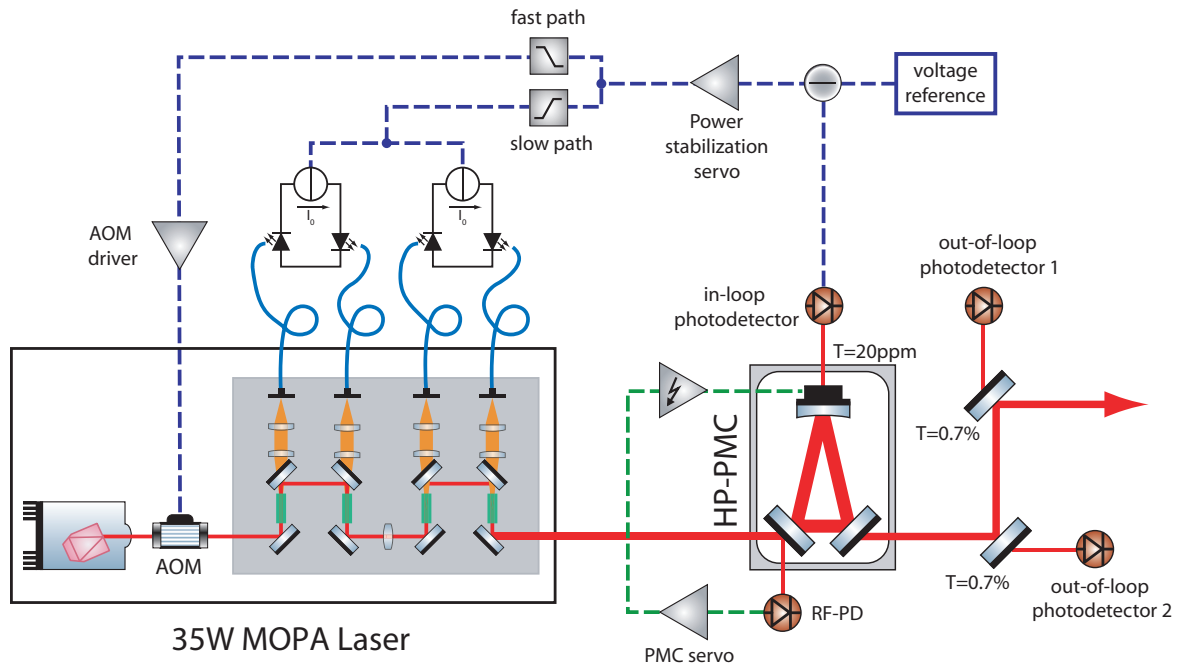 fast path
voltage
reference
slow path
Power
stabilization
servo
I0
I0
AOM
driver
out-of-loop
photodetector 1
in-loop
photodetector
T=20ppm
HP-PMC
T=0.7%
AOM
T=0.7%
out-of-loop
photodetector 2
RF-PD
35W MOPA Laser
PMC servo